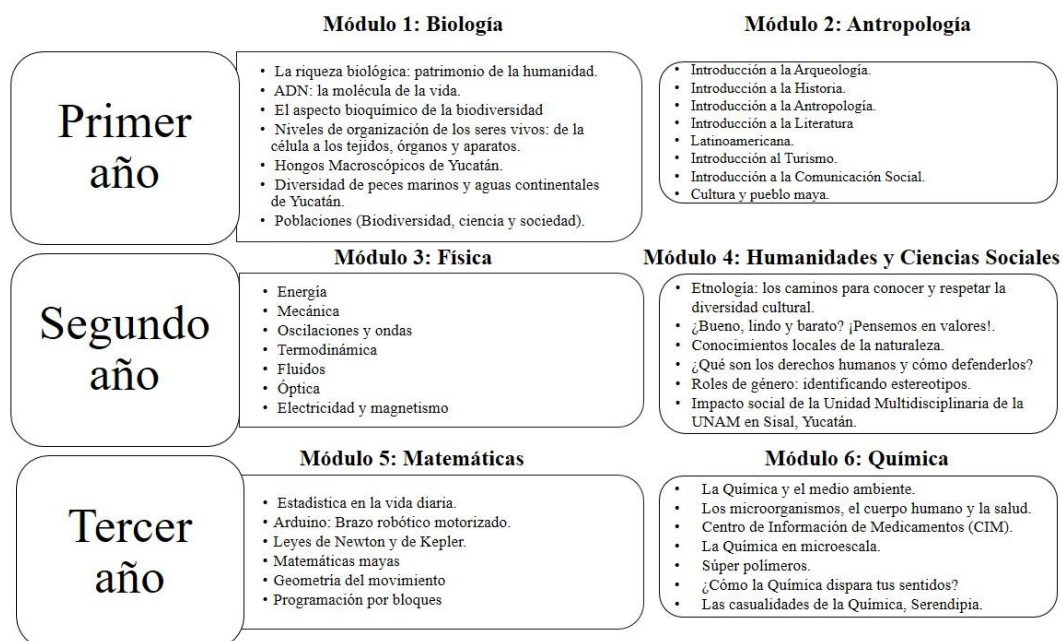 Módulo 1: Biología
Módulo 2: Antropología
Primer
año
• La riqueza biológica: patrimonio de la humanidad.
• ADN: la molécula de la vida.
• El aspecto bioquímico de la biodiversidad
• Niveles de organización de los seres vivos: de la
célula a los tejidos, órganos y aparatos.
• Hongos Macroscópicos de Yucatán.
• Diversidad de peces marinos y aguas continentales
de Yucatán.
• Poblaciones (Biodiversidad, ciencia y sociedad).
• Introducción a la Arqueología.
• Introducción a la Historia.
• Introducción a la Antropología.
• Introducción a la Literatura
• Latinoamericana.
• Introducción al Turismo.
• Introducción a la Comunicación Social.
• Cultura y pueblo maya.
Módulo 3: Física
Módulo 4: Humanidades y Ciencias Sociales
Segundo
año
• Energía
• Mecánica
• Oscilaciones y ondas
• Termodinámica
• Fluidos
• Óptica
• Electricidad y magnetismo
• Etnología: los caminos para conocer y respetar la
diversidad cultural.
• ¿Bueno, lindo y barato? ¡Pensemos en valores!.
• Conocimientos locales de la naturaleza.
• ¿Qué son los derechos humanos y cómo defenderlos?
• Roles de género: identificando estereotipos.
• Impacto social de la Unidad Multidisciplinaria de la
UNAM en Sisal, Yucatán.
Módulo 5: Matemáticas
Módulo 6: Química
Tercer
año
• Estadística en la vida diaria.
• Arduino: Brazo robótico motorizado.
• Leyes de Newton y de Kepler.
• Matemáticas mayas
• Geometría del movimiento
• Programación por bloques
• La Química y el medio ambiente.
• Los microorganismos, el cuerpo humano y la salud.
• Centro de Información de Medicamentos (CIM).
• La Química en microescala.
• Súper polímeros.
• ¿Cómo la Química dispara tus sentidos?
• Las casualidades de la Química, Serendipia.